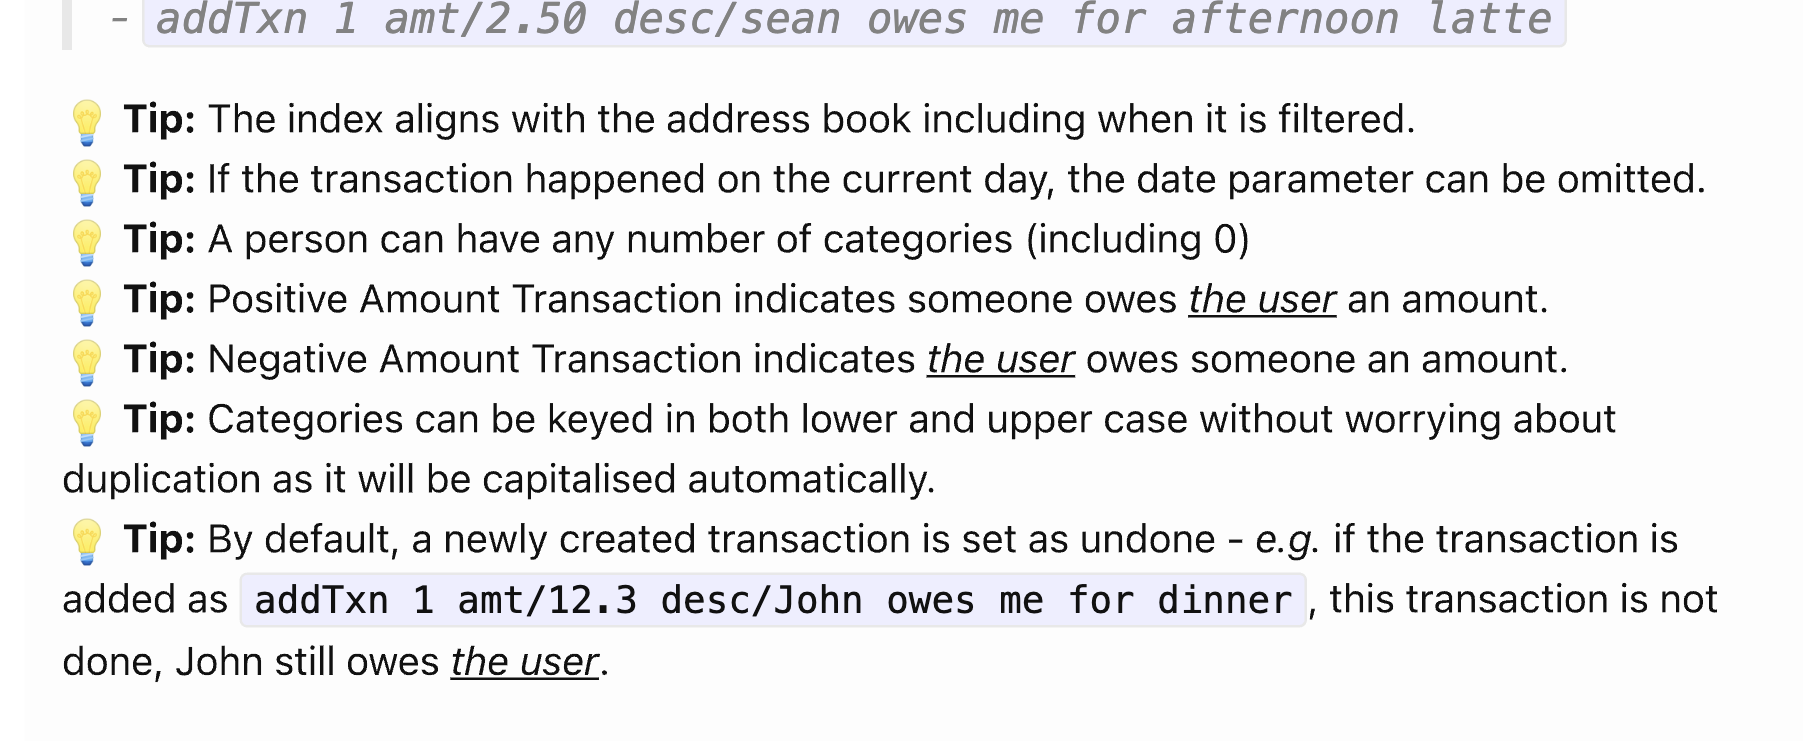 - addTxn 1 amt/2.50 desc/sean owes me for afternoon latte
💡 Tip: The index aligns with the address book including when it is filtered.
💡 Tip: If the transaction happened on the current day, the date parameter can be omitted.
💡 Tip: A person can have any number of categories (including 0)
💡 Tip: Positive Amount Transaction indicates someone owes the user an amount.
💡 Tip: Negative Amount Transaction indicates the user owes someone an amount.
💡 Tip: Categories can be keyed in both lower and upper case without worrying about
duplication as it will be capitalised automatically.
💡 Tip: By default, a newly created transaction is set as undone - e.g. if the transaction is
added as addTxn 1 amt/12.3 desc/John owes me for dinner, this transaction is not
done, John still owes the user.